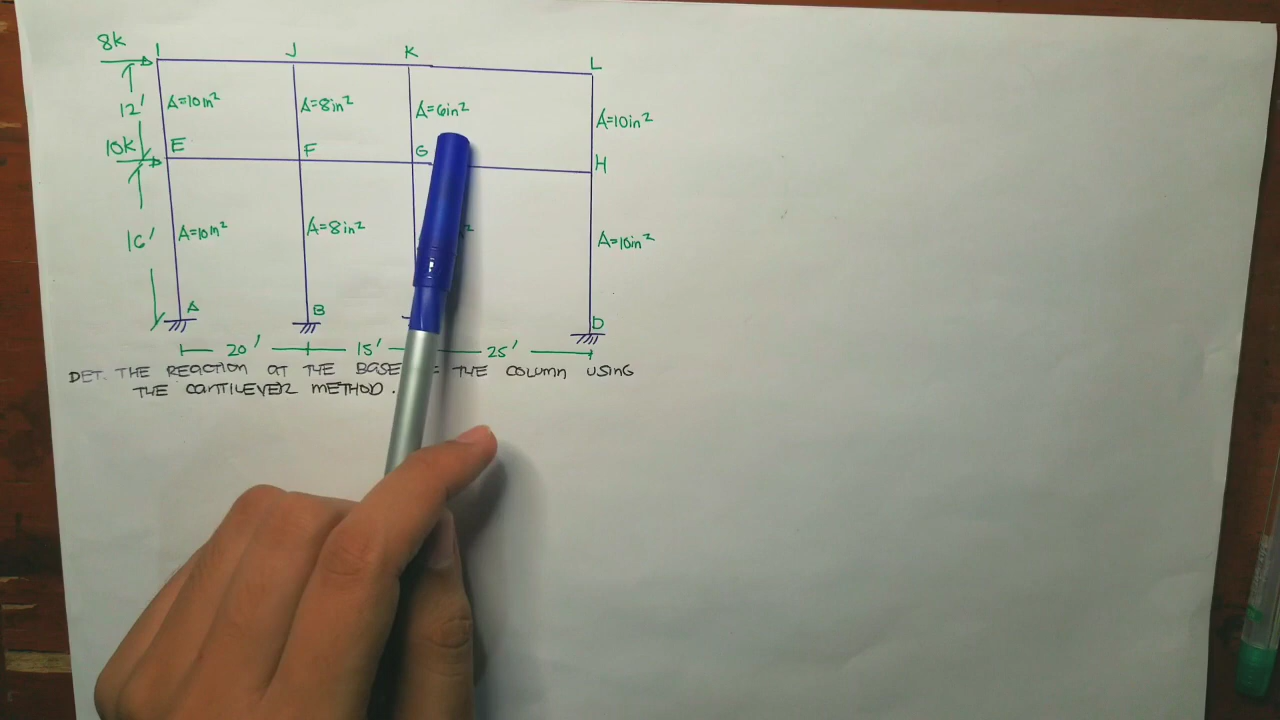 8k
I J K L
12'
A=10in² A=8in² A=6in² A=10in²
10k E F G H
16'
A=10in² A=8in² A=10in²
A B D
20' 15' 25'
DET. THE REACTION AT THE BASE THE COLUMN USING
THE CANTILEVER METHOD.